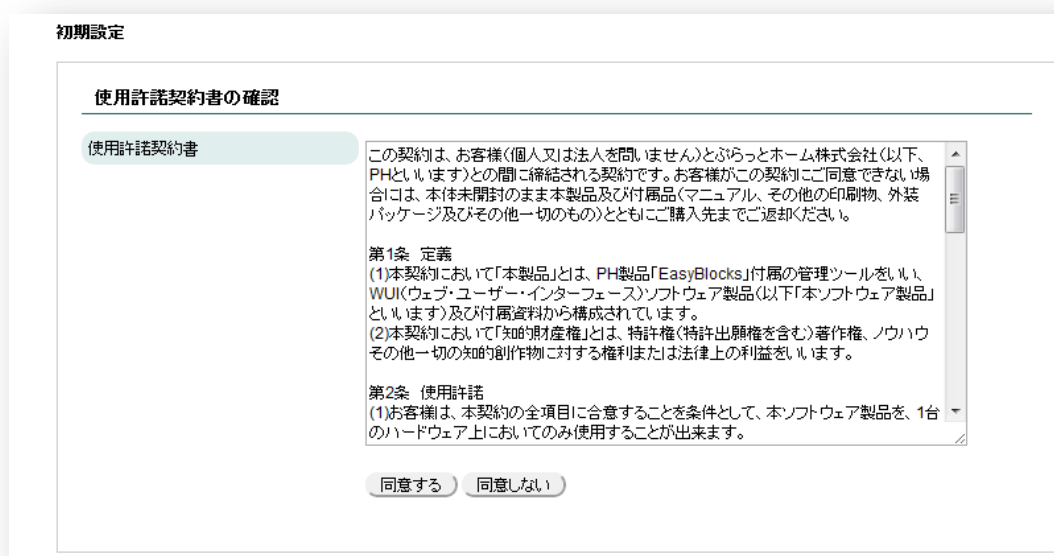 初期設定
使用許諾契約書の確認
使用許諾契約書
この契約は、お客様(個人又は法人を問いません)とぷらっとホーム株式会社(以下、
PHといいます)との間に締結される契約です。お客様がこの契約にご同意できない場
合には、本体未開封のまま本製品及び付属品(マニュアル、その他の印刷物、外装
パッケージ及びその他一切のもの)とともにご購入先までご返却ください。
第1条 定義
(1)本契約において「本製品」とは、PH製品「EasyBlocks」付属の管理ツールをいい、
WUI(ウェブ・ユーザー・インターフェース)ソフトウェア製品(以下「本ソフトウェア製品」
といいます)及び付属資料から構成されています。
(2)本契約において「知的財産権」とは、特許権(特許出願権を含む)著作権、ノウハウ
その他一切の知的創作物に対する権利または法律上の利益をいいます。
第2条 使用許諾
(1)お客様は、本契約の全項目に合意することを条件として、本ソフトウェア製品を、1台
のハードウェア上においてのみ使用することが出来ます。
同意する 同意しない